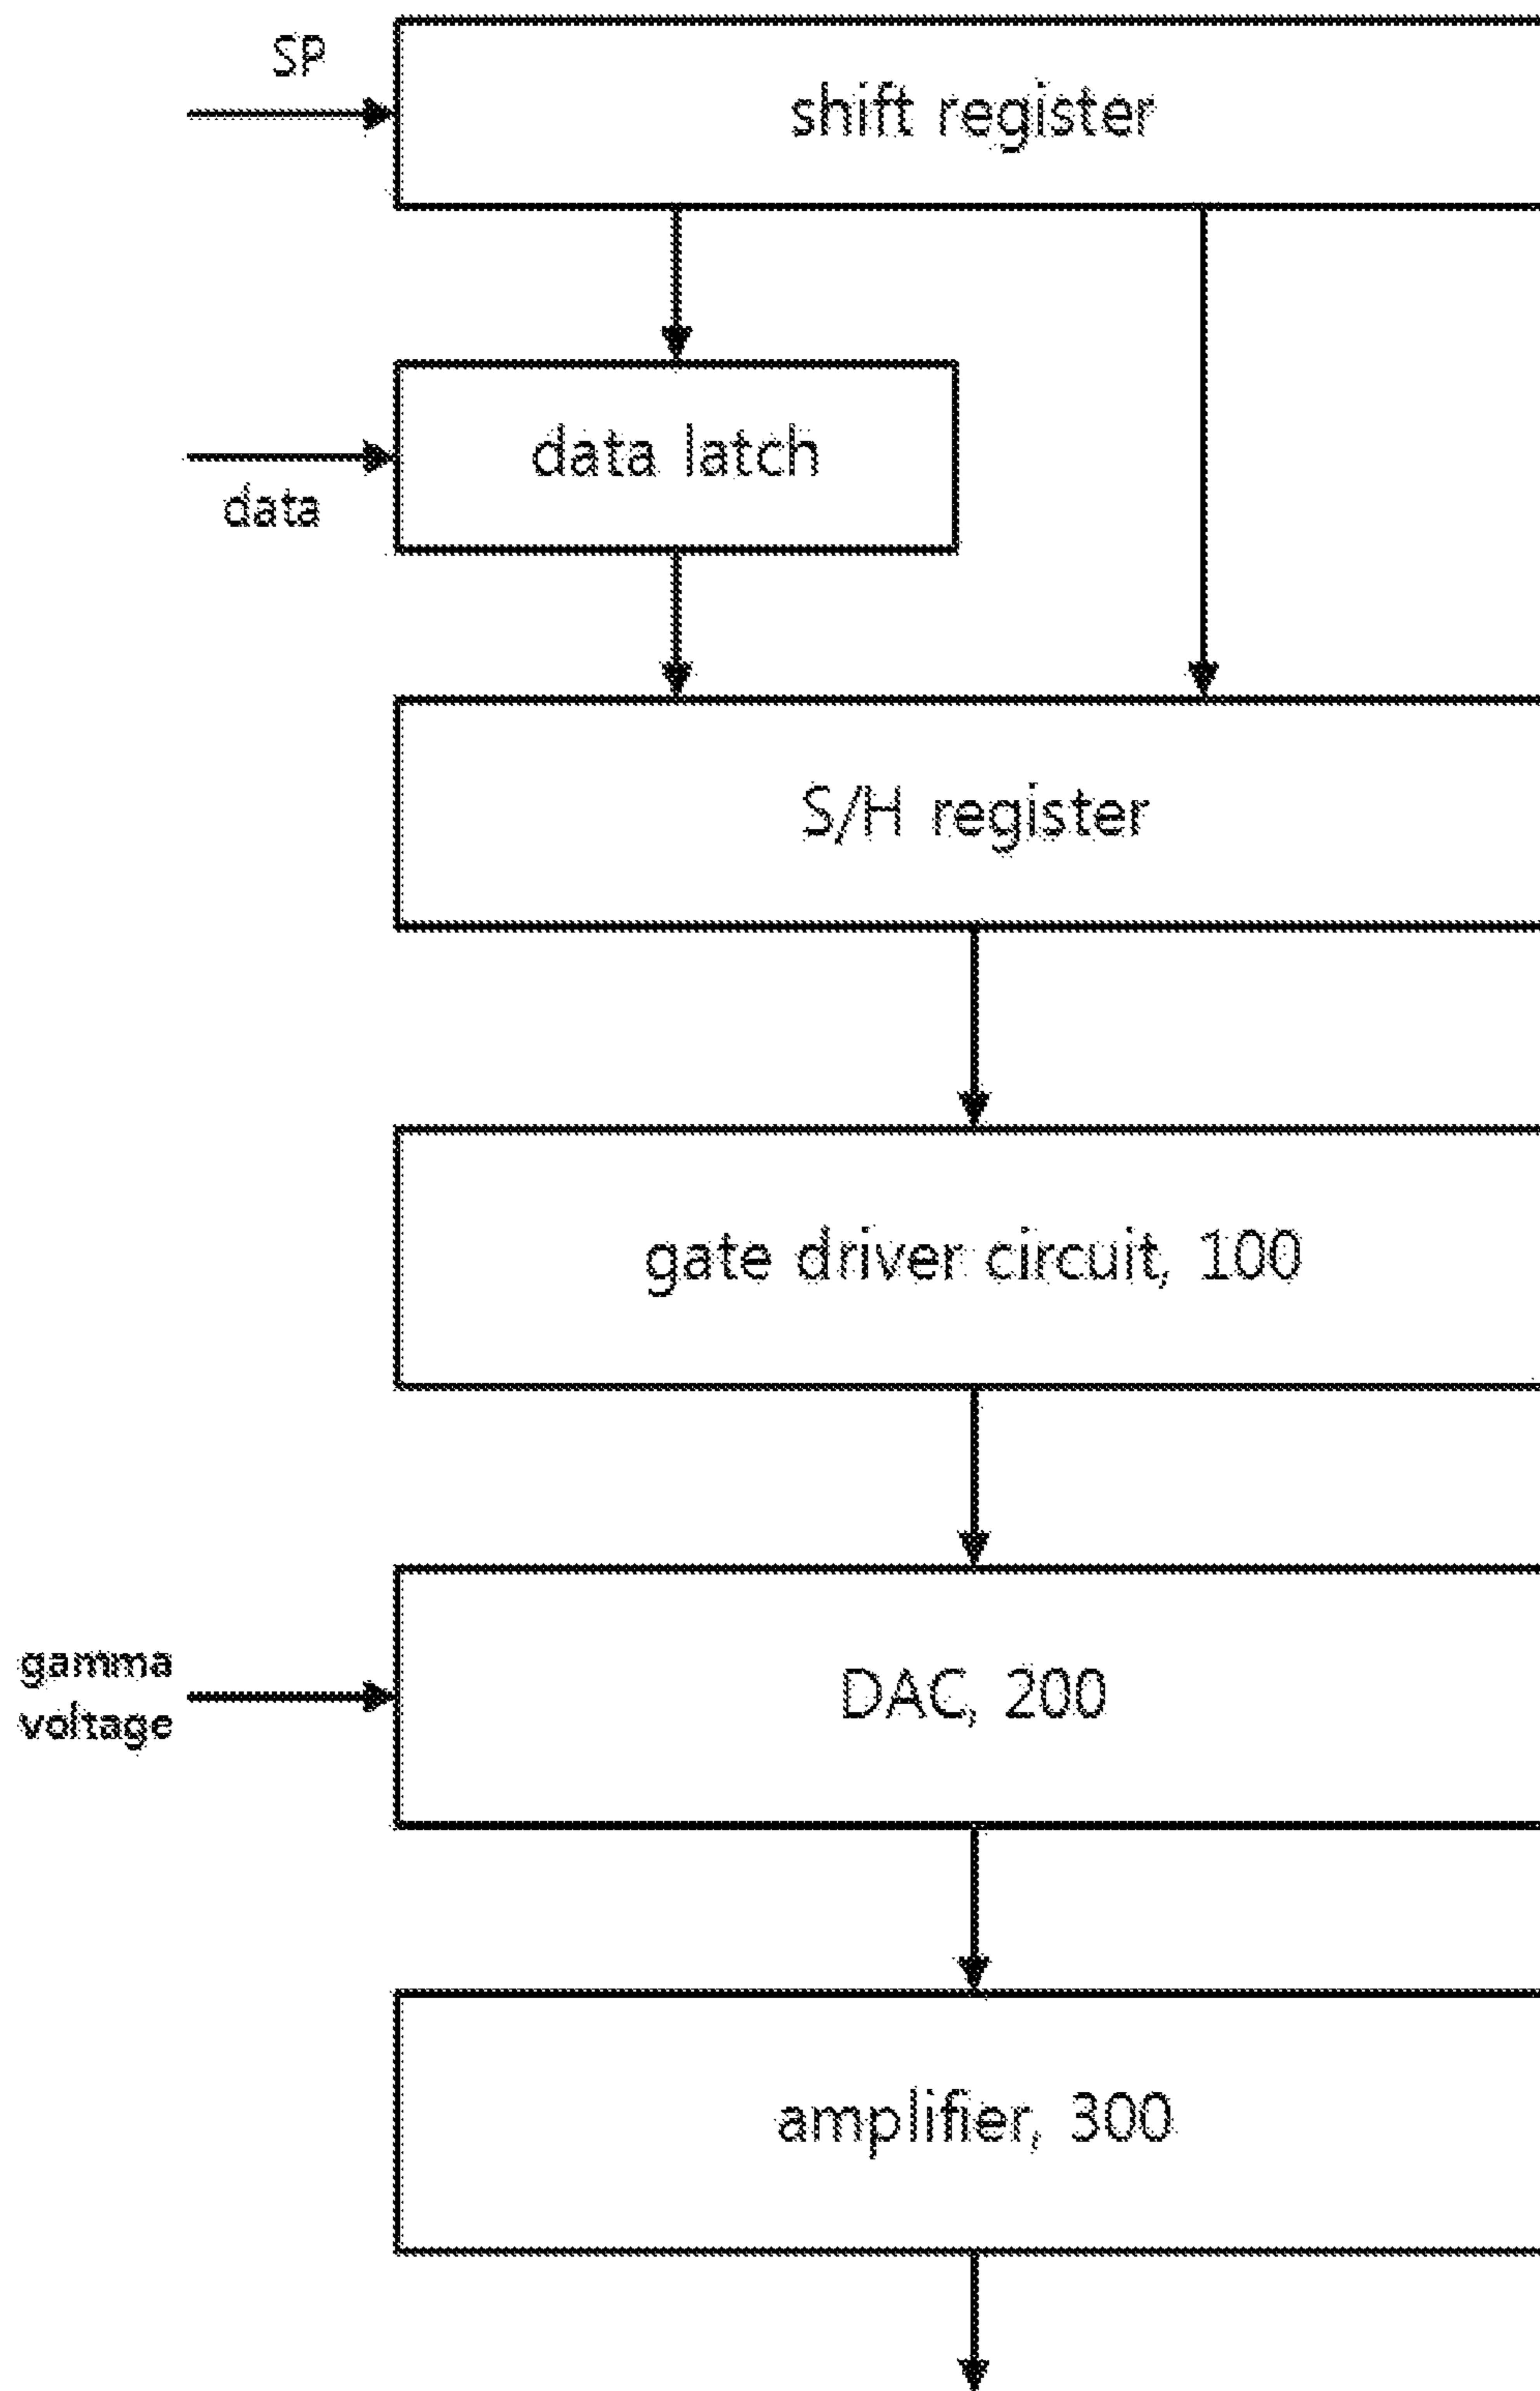 SP
shift register
data latch
data
S/H register
gate driver circuit, 100
gamma
voltage
DAC, 200
amplifier, 300